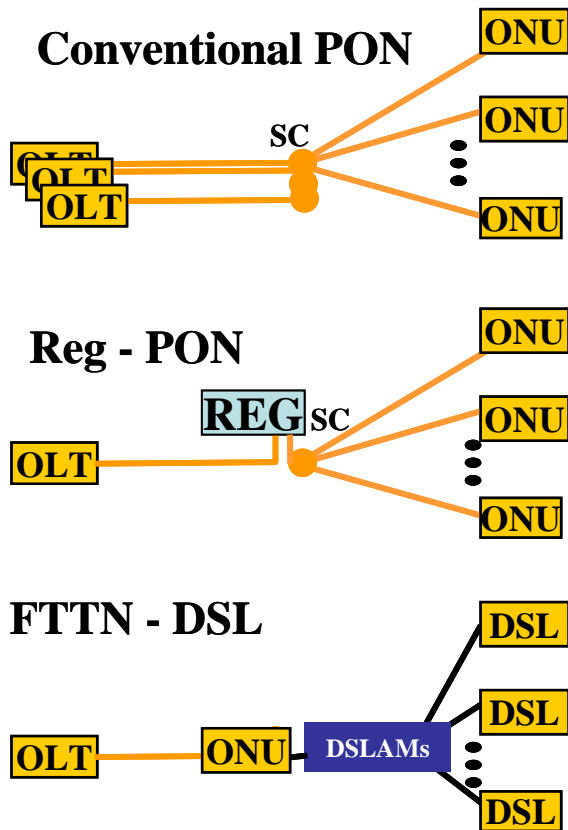 Conventional PON
ONU
SC
ONU
OLT
OLT
OLT
ONU
Reg - PON
ONU
REG SC
ONU
OLT
ONU
FTTN - DSL
DSL
DSL
OLT
ONU
DSLAMs
DSL